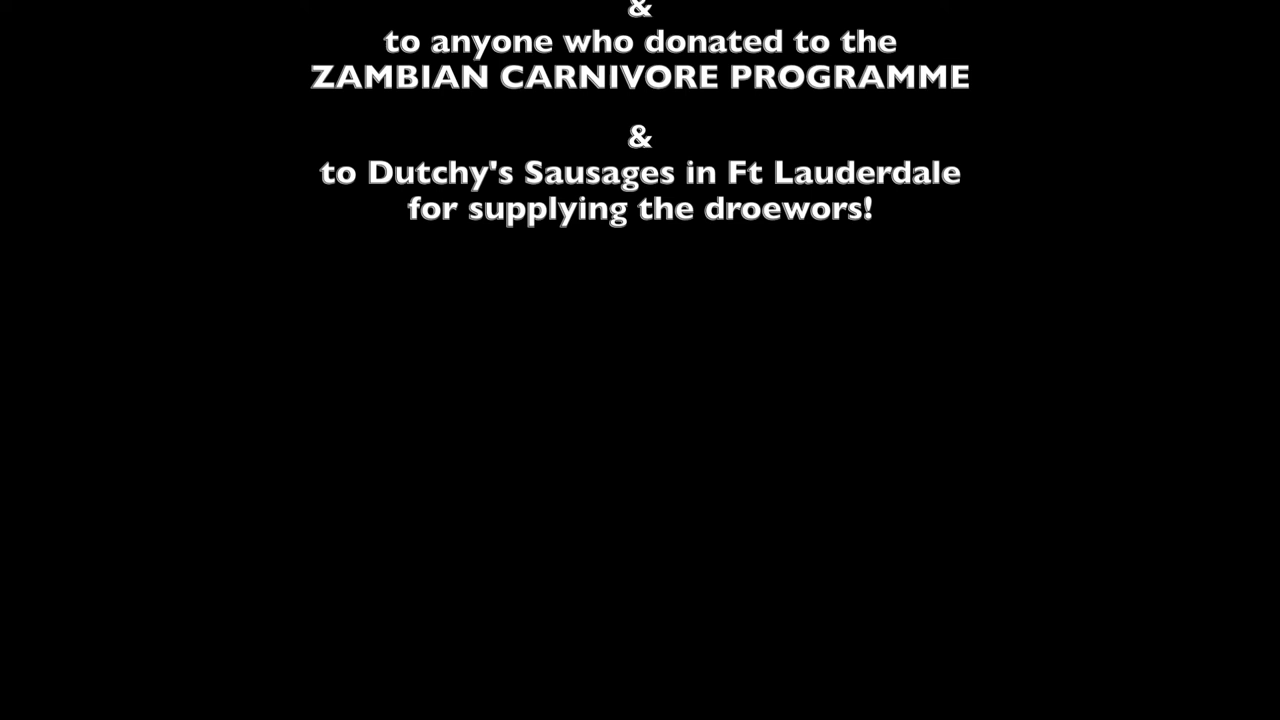 &
to anyone who donated to the
ZAMBIAN CARNIVORE PROGRAMME
&
to Dutchy's Sausages in Ft Lauderdale
for supplying the droewors!